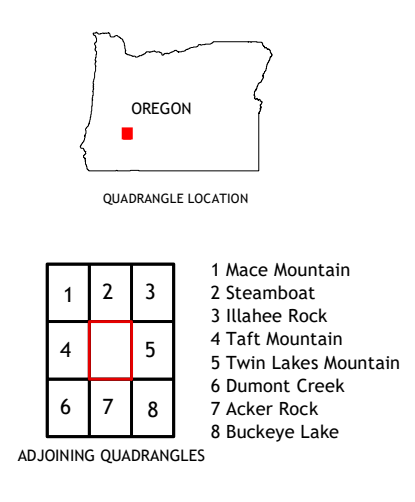 OREGON
QUADRANGLE LOCATION
1 2 3
4 5
6 7 8
ADJOINING QUADRANGLES
1 Mace Mountain
2 Steamboat
3 Illahee Rock
4 Taft Mountain
5 Twin Lakes Mountain
6 Dumont Creek
7 Acker Rock
8 Buckeye Lake